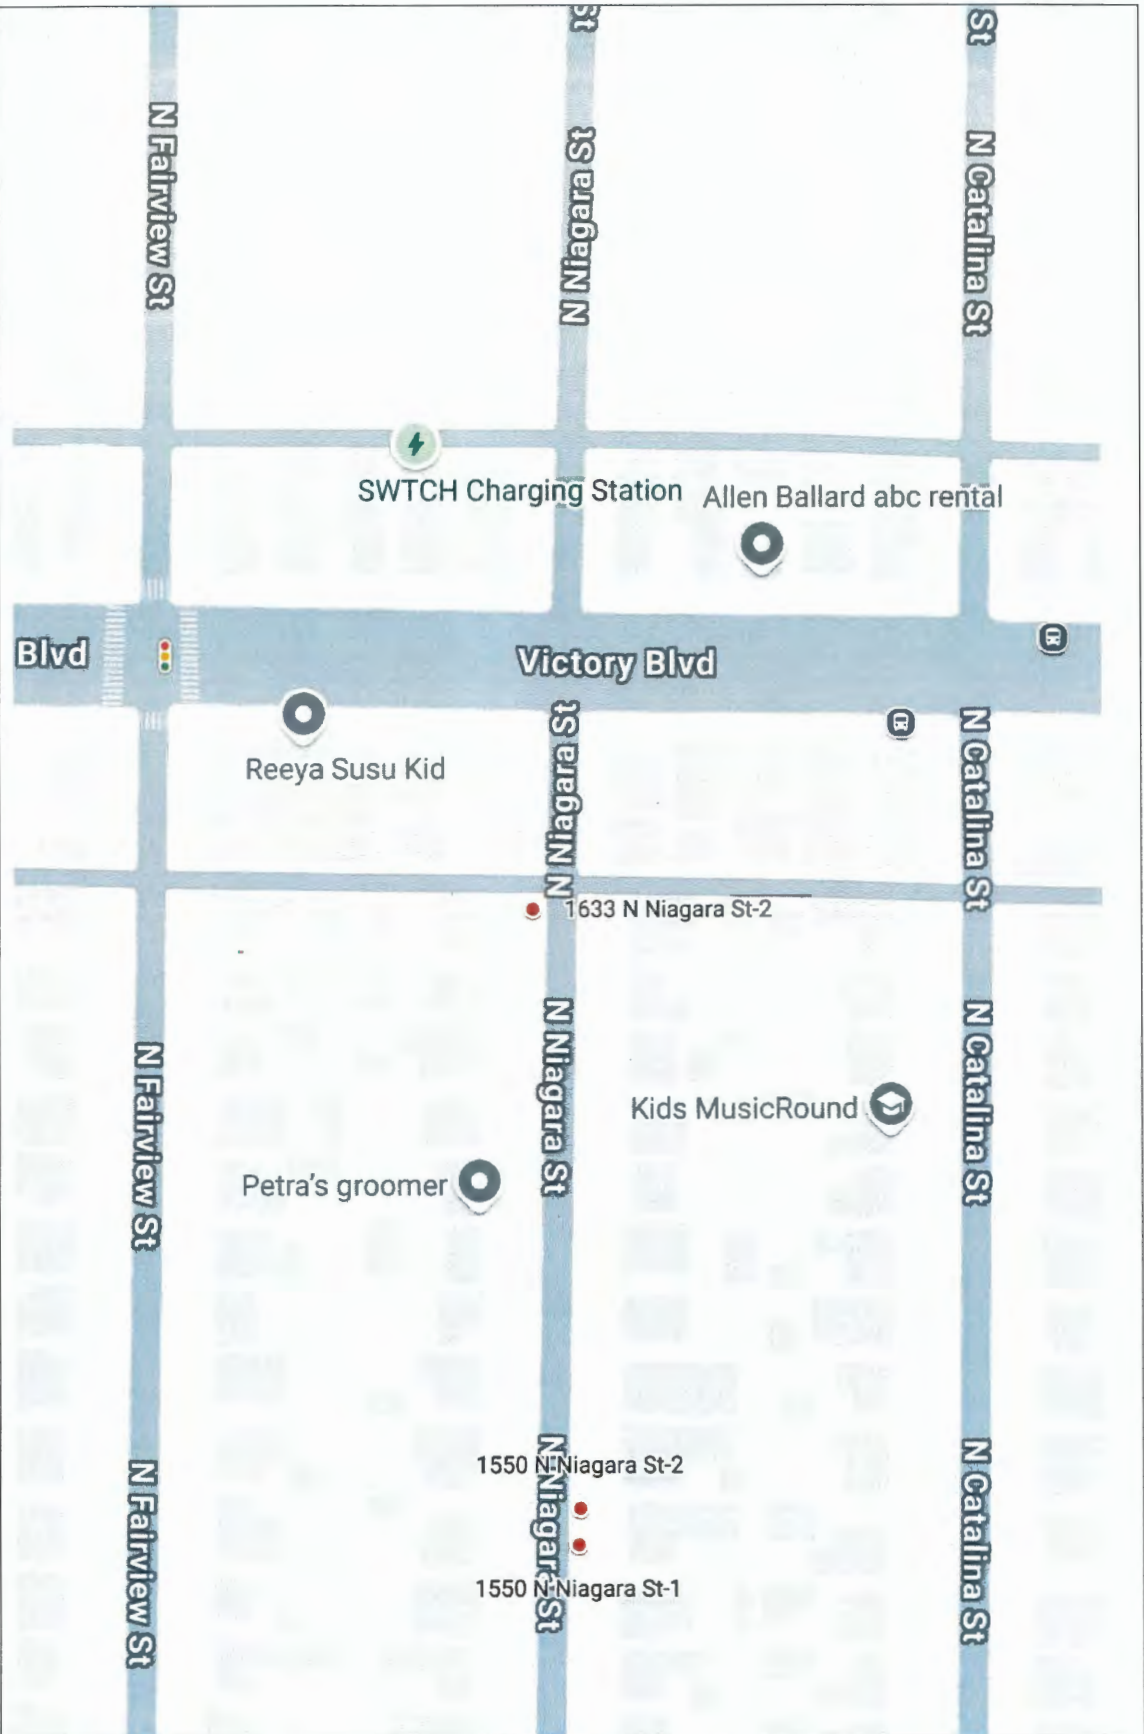 St
St
N Fairview St
N Niagara St
N Catalina St
SWTCH Charging Station
Allen Ballard abc rental
Blvd
Victory Blvd
Reeya Susu Kid
N Niagara St
N Catalina St
1633 N Niagara St-2
N Fairview St
N Niagara St
N Catalina St
Kids MusicRound
Petra's groomer
1550 N Niagara St-2
N Fairview St
N Niagara St
N Catalina St
1550 N Niagara St-1